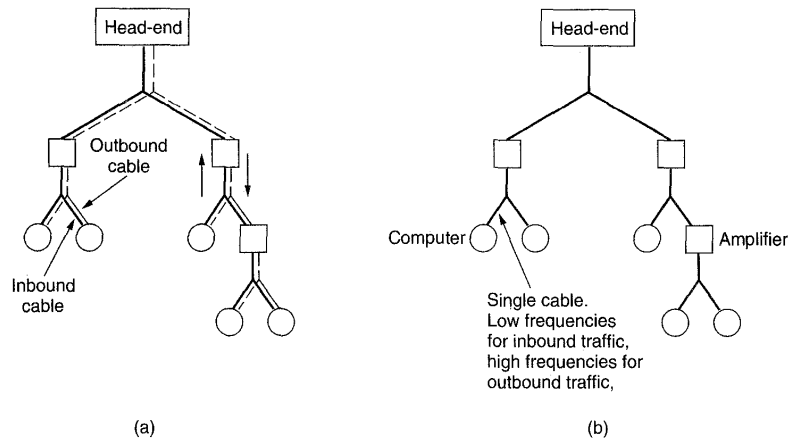 Head-end
Outbound
cable
Inbound
cable
(a)
Head-end
Computer
Amplifier
Single cable.
Low frequencies
for inbound traffic,
high frequencies for
outbound traffic,
(b)